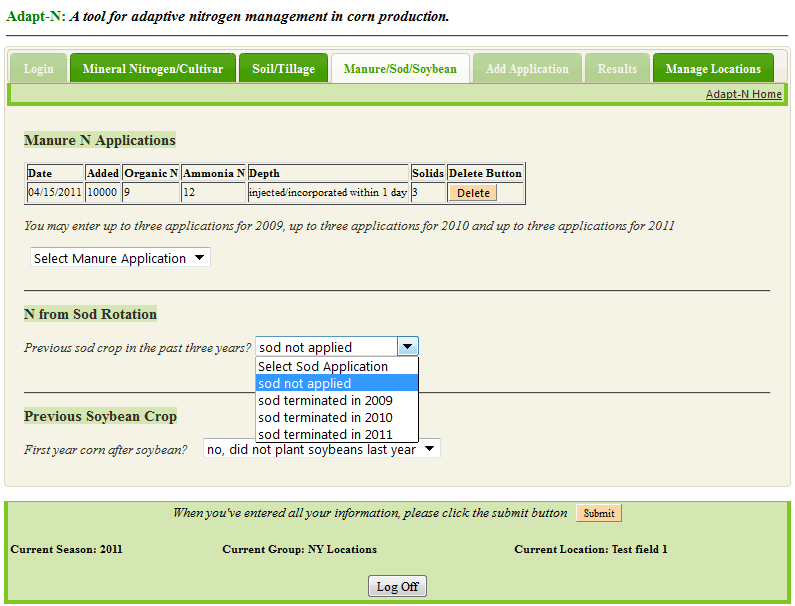 Adapt-N: A tool for adaptive nitrogen management in corn production.
Login Mineral Nitrogen/Cultivar Soil/Tillage Manure/Sod/Soybean Add Application Results Manage Locations
Adapt-N Home
Manure N Applications
Date Added Organic N Ammonia N Depth Solids Delete Button
04/15/2011 10000 9 12 injected/incorporated within 1 day 3 Delete
You may enter up to three applications for 2009, up to three applications for 2010 and up to three applications for 2011
Select Manure Application
N from Sod Rotation
Previous sod crop in the past three years? sod not applied
Select Sod Application
sod not applied
sod terminated in 2009
sod terminated in 2010
sod terminated in 2011
Previous Soybean Crop
First year corn after soybean? no, did not plant soybeans last year
When you've entered all your information, please click the submit button Submit
Current Season: 2011 Current Group: NY Locations Current Location: Test field 1
Log Off